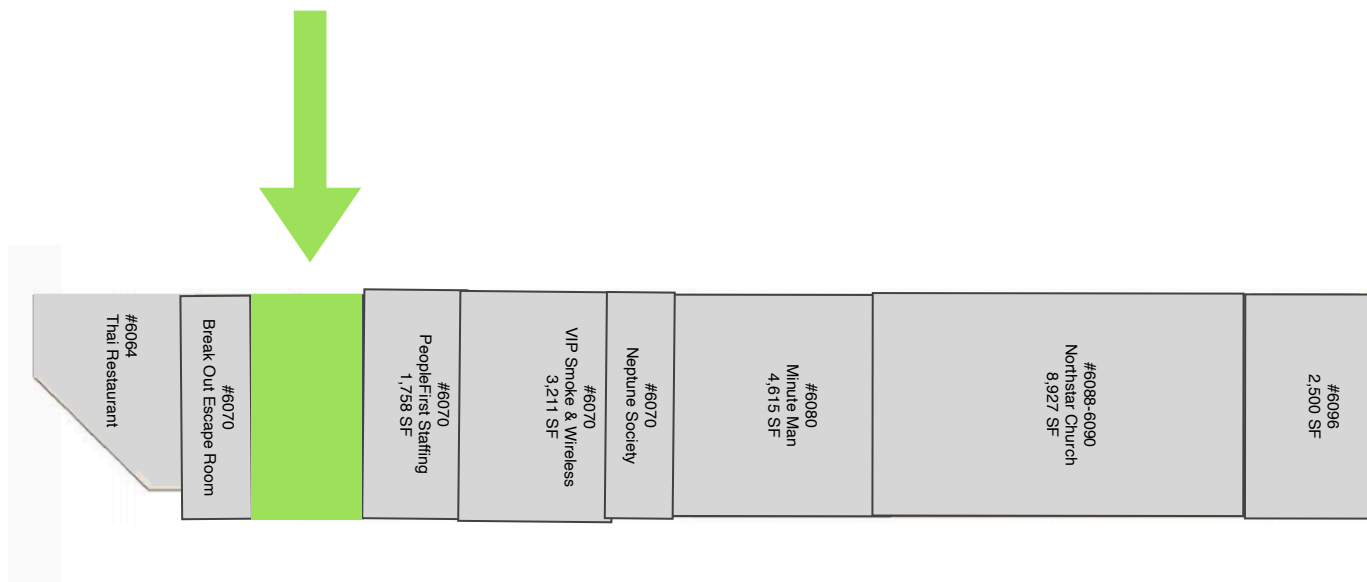 #6064
Thai Restaurant
#6070
Break Out Escape Room
#6070
PeopleFirst Staffing
1,758 SF
#6070
VIP Smoke & Wireless
3,211 SF
#6070
Neptune Society
#6080
Minute Man
4,615 SF
#6088-6090
Northstar Church
8,927 SF
#6096
2,500 SF